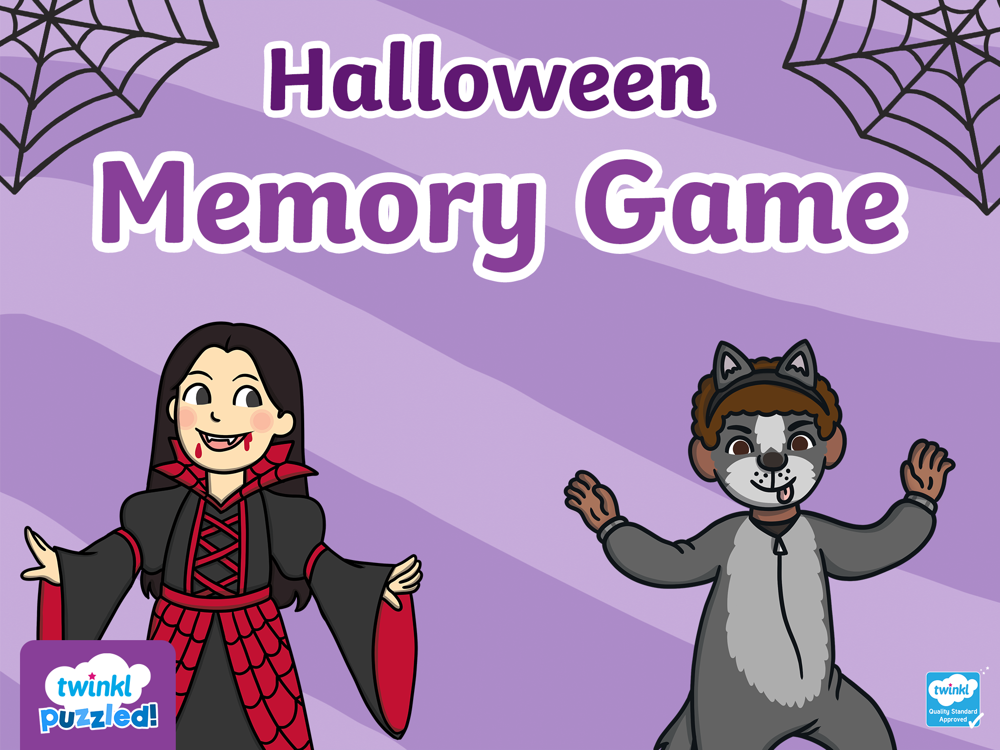 Halloween
Memory Game
twinkl
puzzled!
twinkl
Quality Standard
Approved